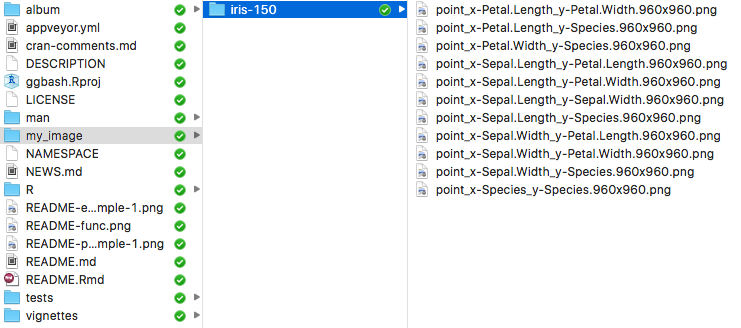 album
appveyor.yml
cran-comments.md
DESCRIPTION
ggbash.Rproj
LICENSE
man
my_image
NAMESPACE
NEWS.md
R
README-e...mple-1.png
README-func.png
README-p...mple-1.png
README.md
README.Rmd
tests
vignettes
iris-150
point_x-Petal.Length_y-Petal.Width.960x960.png
point_x-Petal.Length_y-Species.960x960.png
point_x-Petal.Width_y-Species.960x960.png
point_x-Sepal.Length_y-Petal.Length.960x960.png
point_x-Sepal.Length_y-Petal.Width.960x960.png
point_x-Sepal.Length_y-Sepal.Width.960x960.png
point_x-Sepal.Length_y-Species.960x960.png
point_x-Sepal.Width_y-Petal.Length.960x960.png
point_x-Sepal.Width_y-Petal.Width.960x960.png
point_x-Sepal.Width_y-Species.960x960.png
point_x-Species_y-Species.960x960.png